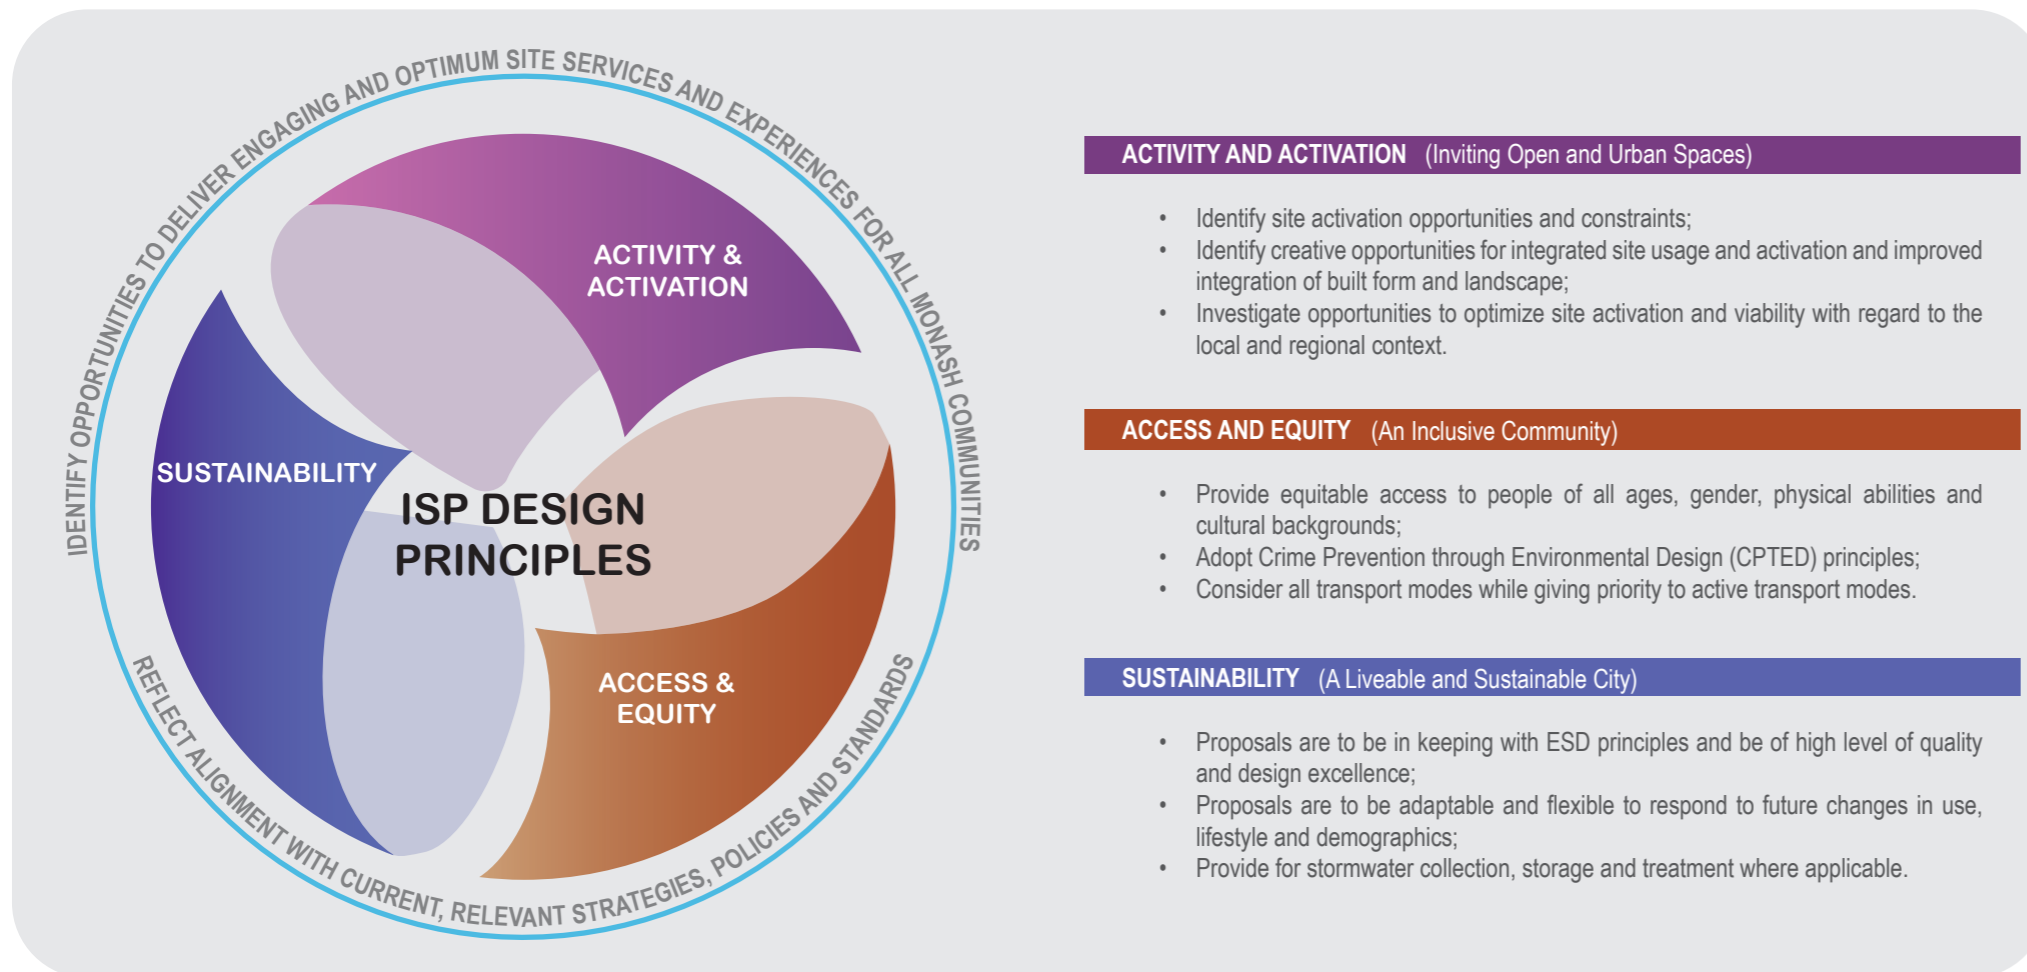 IDENTIFY OPPORTUNITIES TO DELIVER ENGAGING AND OPTIMUM SITE SERVICES AND EXPERIENCES FOR ALL MONASH COMMUNITIES
ACTIVITY &
ACTIVATION
SUSTAINABILITY
ISP DESIGN
PRINCIPLES
ACCESS &
EQUITY
REFLECT ALIGNMENT WITH CURRENT, RELEVANT STRATEGIES, POLICIES AND STANDARDS
ACTIVITY AND ACTIVATION (Inviting Open and Urban Spaces)
• Identify site activation opportunities and constraints;
• Identify creative opportunities for integrated site usage and activation and improved
integration of built form and landscape;
• Investigate opportunities to optimize site activation and viability with regard to the
local and regional context.
ACCESS AND EQUITY (An Inclusive Community)
• Provide equitable access to people of all ages, gender, physical abilities and
cultural backgrounds;
• Adopt Crime Prevention through Environmental Design (CPTED) principles;
• Consider all transport modes while giving priority to active transport modes.
SUSTAINABILITY (A Liveable and Sustainable City)
• Proposals are to be in keeping with ESD principles and be of high level of quality
and design excellence;
• Proposals are to be adaptable and flexible to respond to future changes in use,
lifestyle and demographics;
• Provide for stormwater collection, storage and treatment where applicable.